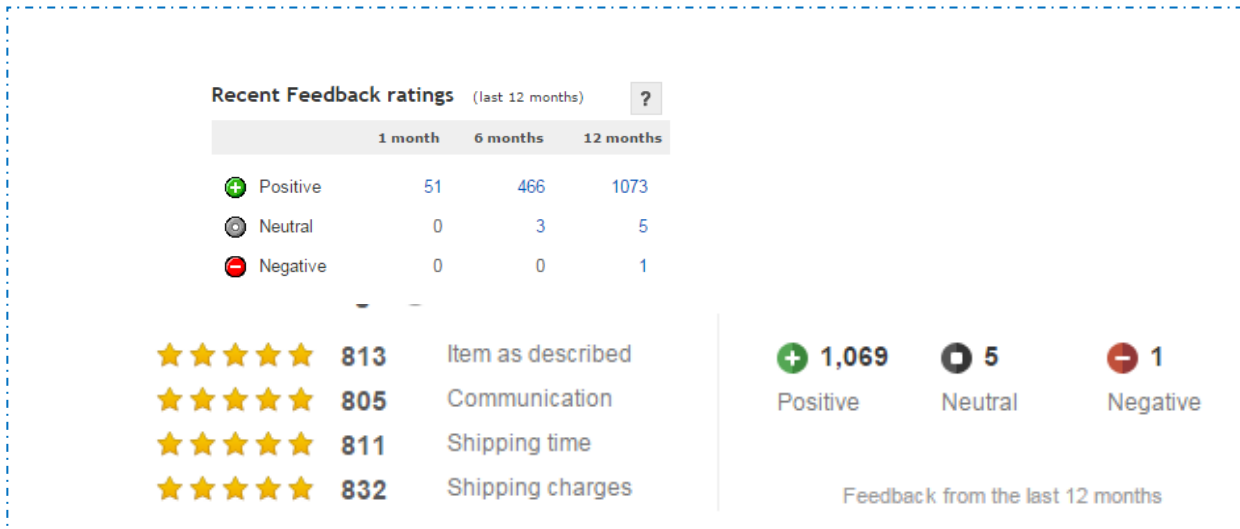 Recent Feedback ratings (last 12 months) ?
1 month 6 months 12 months
Positive 51 466 1073
Neutral 0 3 5
Negative 0 0 1
813 Item as described
805 Communication
811 Shipping time
832 Shipping charges
1,069 5 1
Positive Neutral Negative
Feedback from the last 12 months